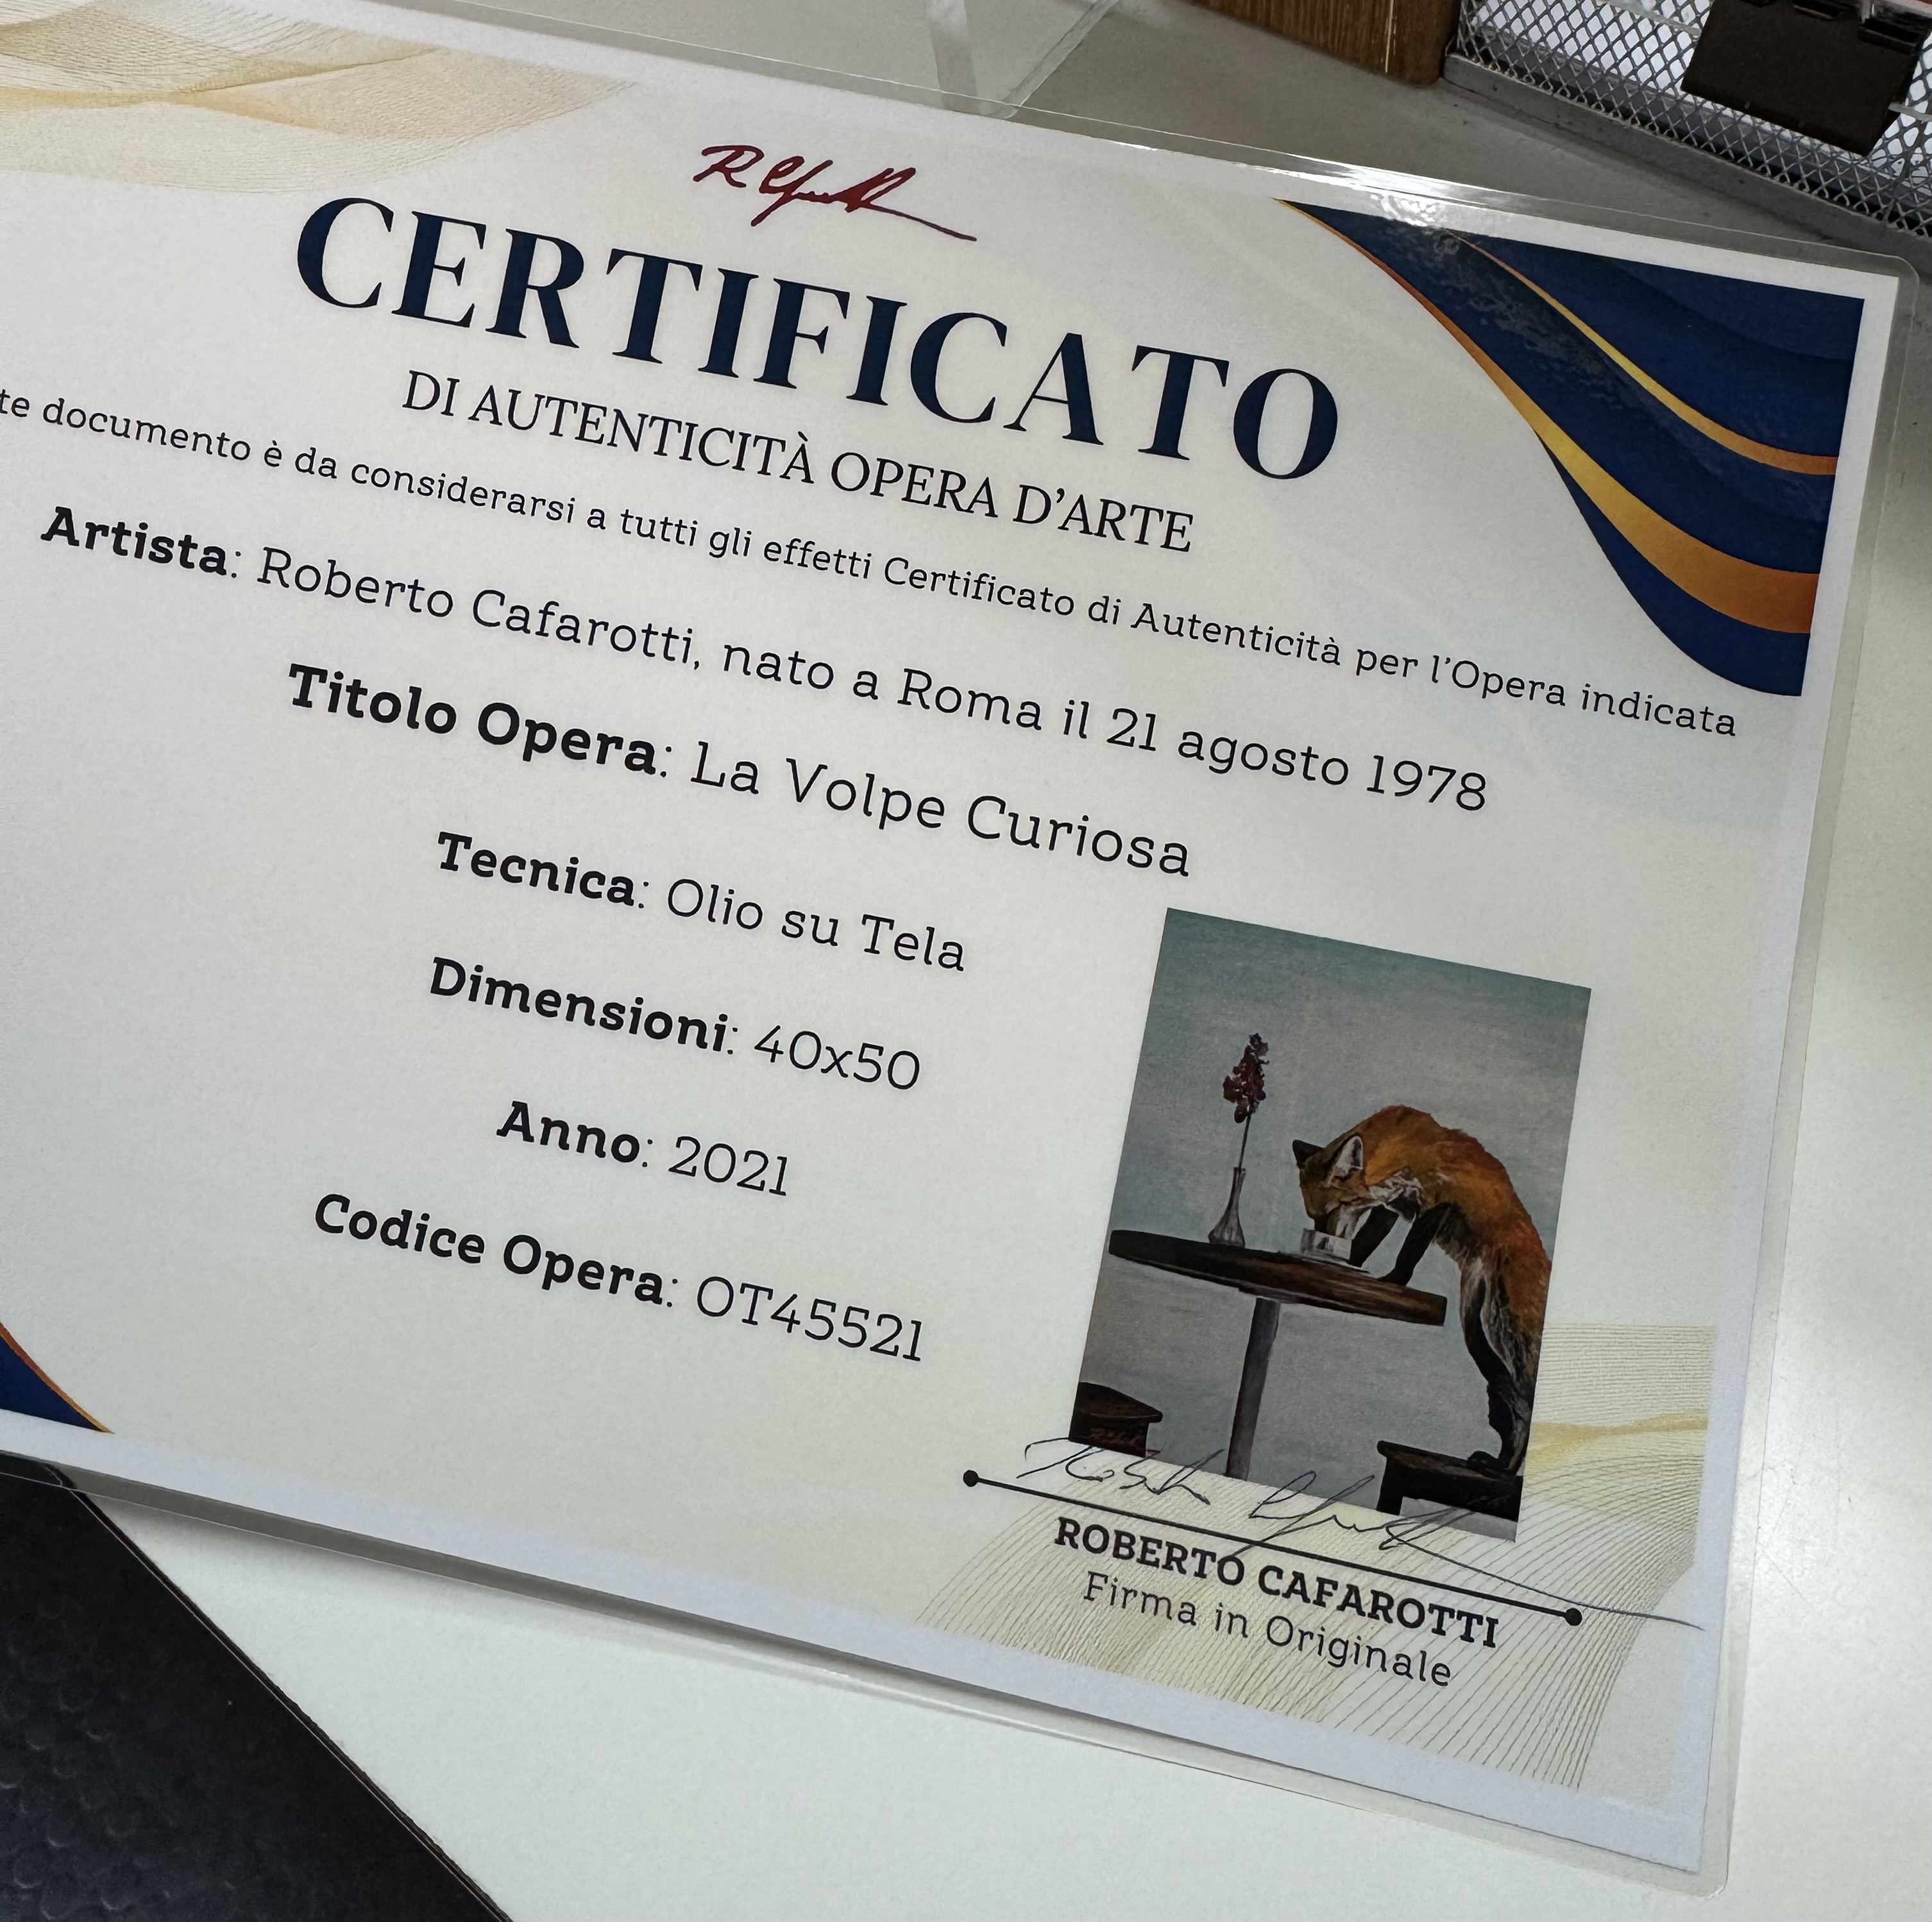 CERTIFICATO
DI AUTENTICITÀ OPERA D'ARTE
documento è da considerarsi a tutti gli effetti Certificato di Autenticità per l'Opera indicata
Artista: Roberto Cafarotti, nato a Roma il 21 agosto 1978
Titolo Opera: La Volpe Curiosa
Tecnica: Olio su Tela
Dimensioni: 40x50
Anno: 2021
Codice Opera: OT45521
ROBERTO CAFAROTTI
Firma in Originale